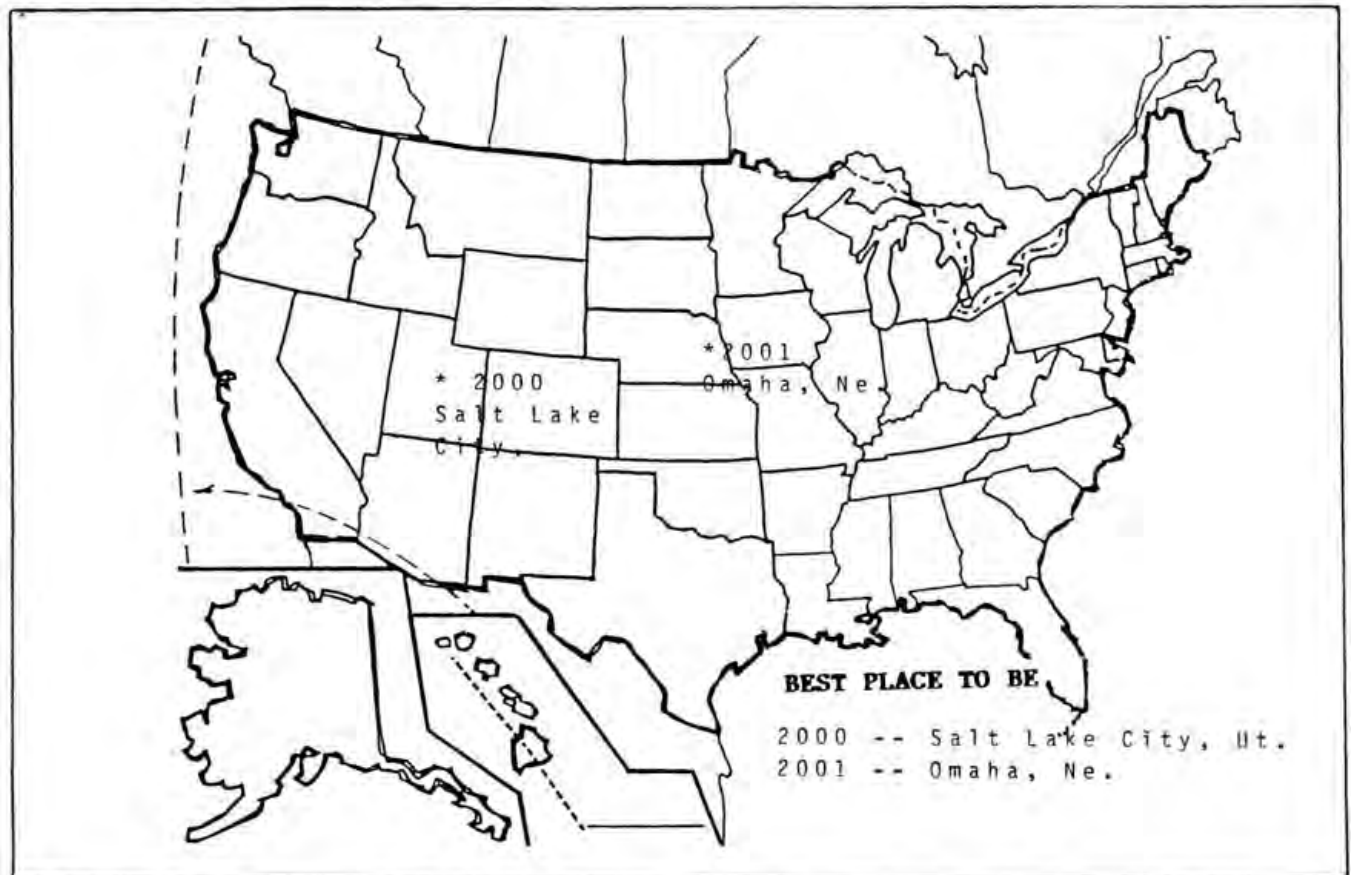 *2001
Omaha, Ne.
* 2000
Salt Lake
City,
BEST PLACE TO BE
2000 -- Salt Lake City, Ut.
2001 -- Omaha, Ne.